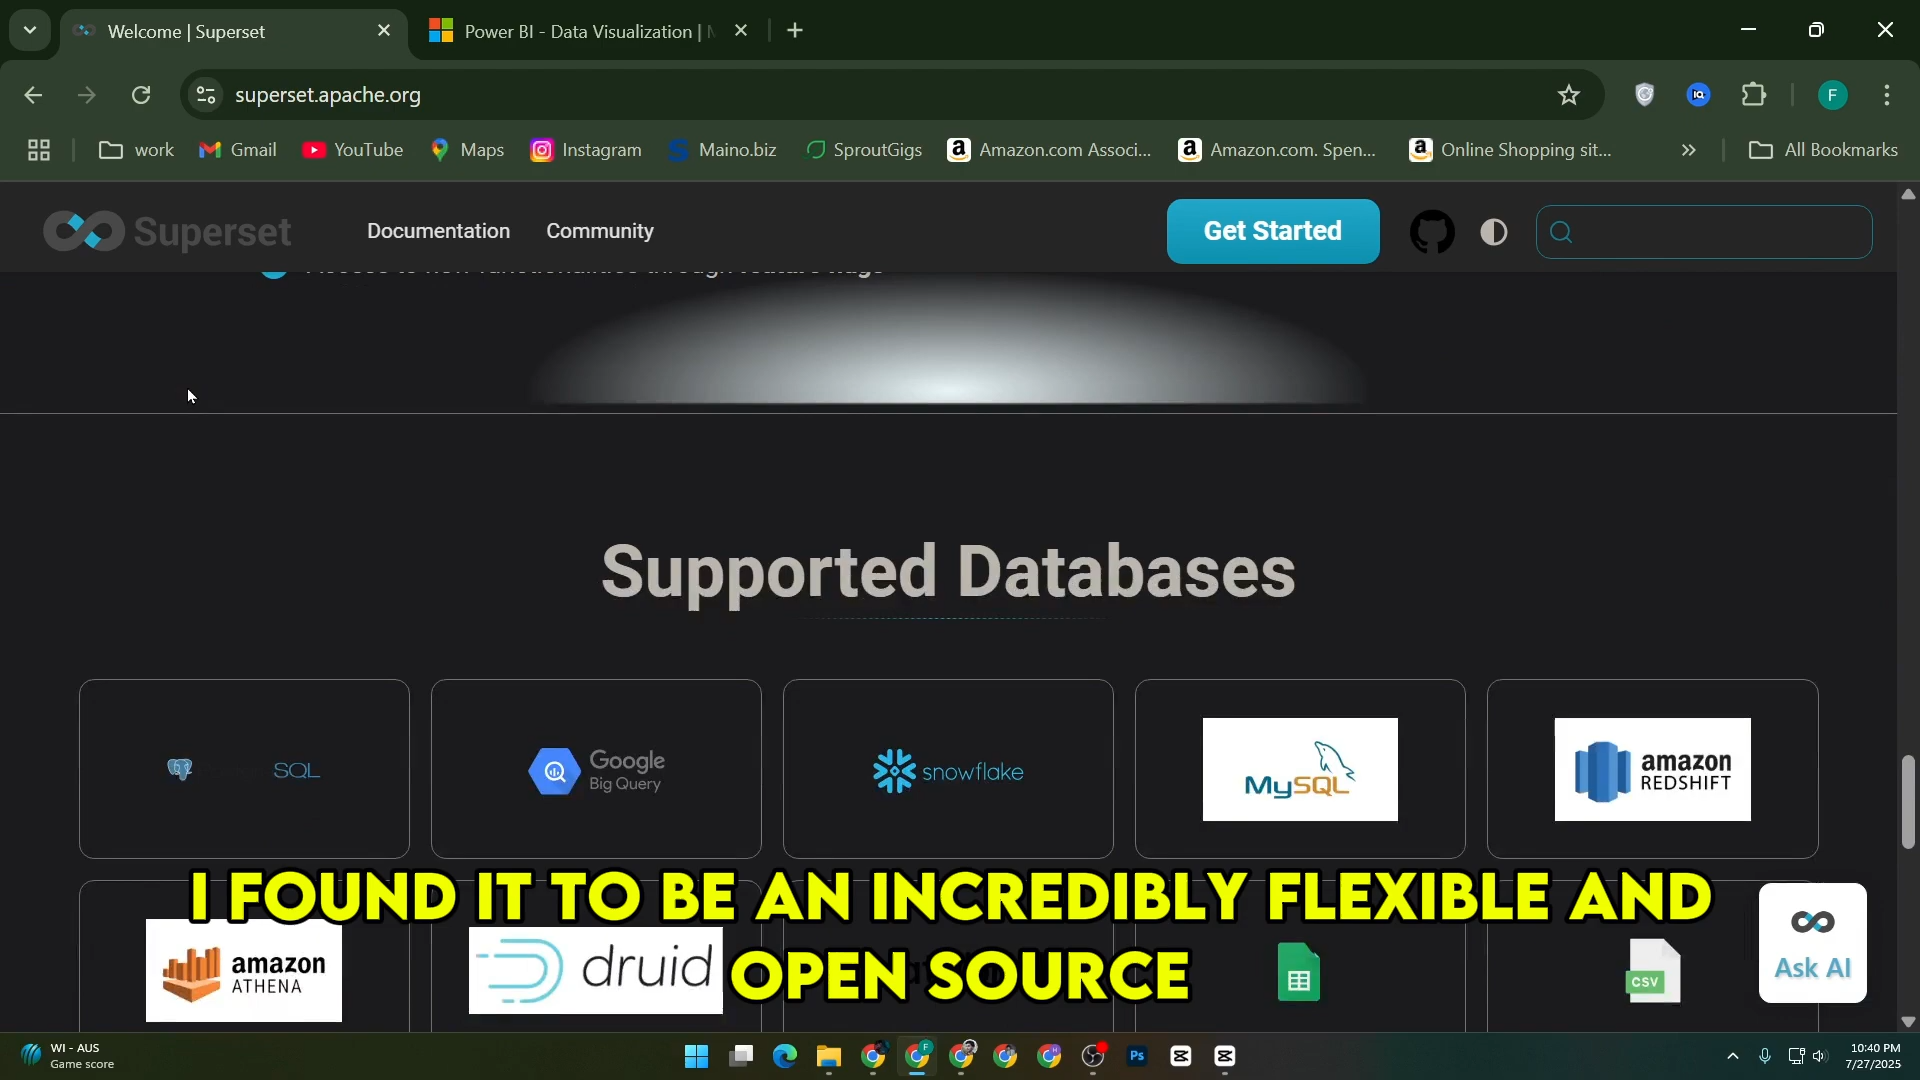 Welcome | Superset
Power BI - Data Visualization |
superset.apache.org
work
Gmail
YouTube
Maps
Instagram
Maino.biz
SproutGigs
Amazon.com Associ...
Amazon.com. Spen...
Online Shopping sit...
»
All Bookmarks
Superset
Documentation
Community
Get Started
Supported Databases
SQL
Google
Big Query
snowflake
MySQL
amazon
REDSHIFT
I FOUND IT TO BE AN INCREDIBLY FLEXIBLE AND
OPEN SOURCE
amazon
ATHENA
druid
CSV
Ask AI
WI - AUS
Game score
Ps
10:40 PM
7/27/2025